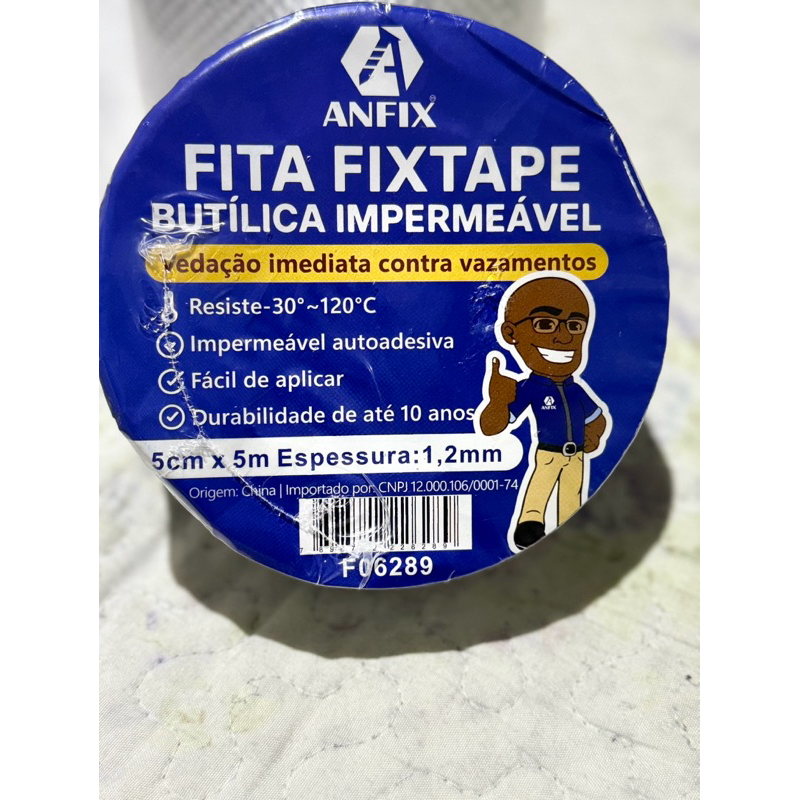 ANFIX
FITA FIXTAPE
BUTÍLICA IMPERMEÁVEL
vedação imediata contra vazamentos
Resiste-30°~120°C
Impermeável autoadesiva
Fácil de aplicar
Durabilidade de até 10 anos
ANFIX
5cm x 5m Espessura:1,2mm
Origem: China | Importado por: CNPJ 12.000.106/0001-74
F06289